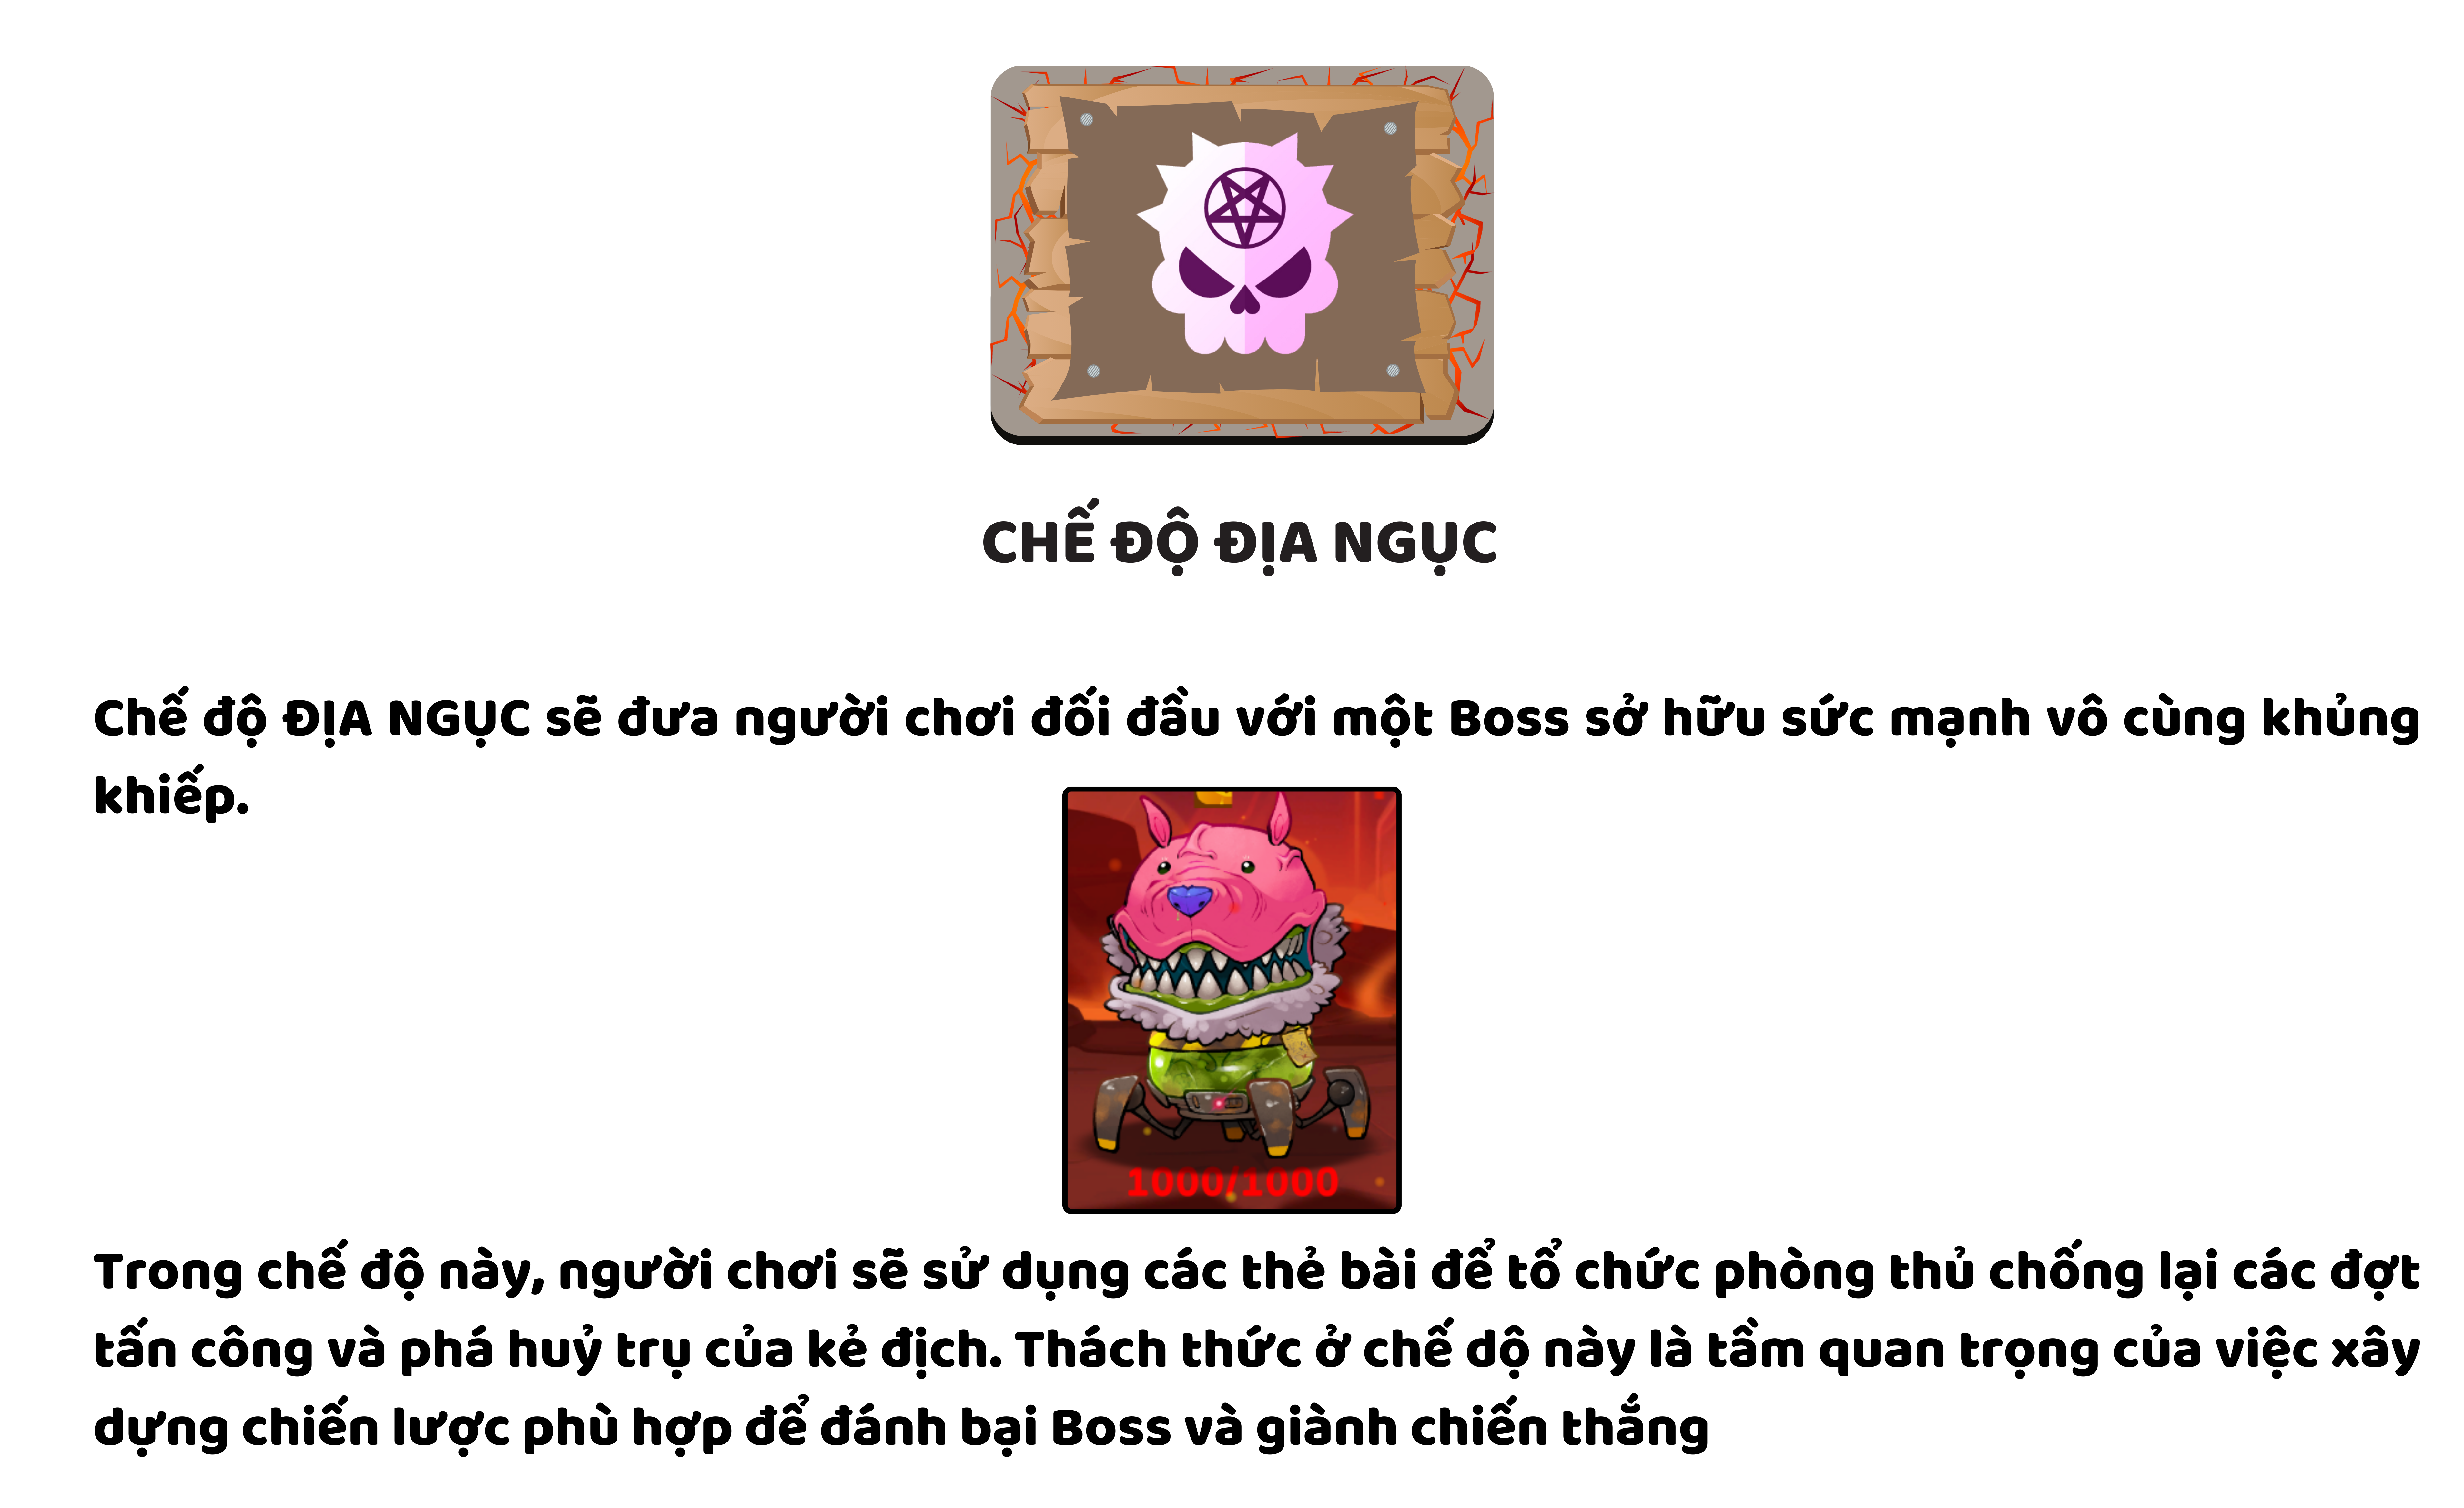 CHẾ ĐỘ ĐỊA NGỤC
Chế độ ĐỊA NGỤC sẽ đưa người chơi đối đầu với một Boss sở hữu sức mạnh vô cùng khủng
khiếp.
1000/1000
Trong chế độ này, người chơi sẽ sử dụng các thẻ bài để tổ chức phòng thủ chống lại các đợt
tấn công và phá huỷ trụ của kẻ địch. Thách thức ở chế dộ này là tầm quan trọng của việc xây
dựng chiến lược phù hợp để đánh bại Boss và giành chiến thắng